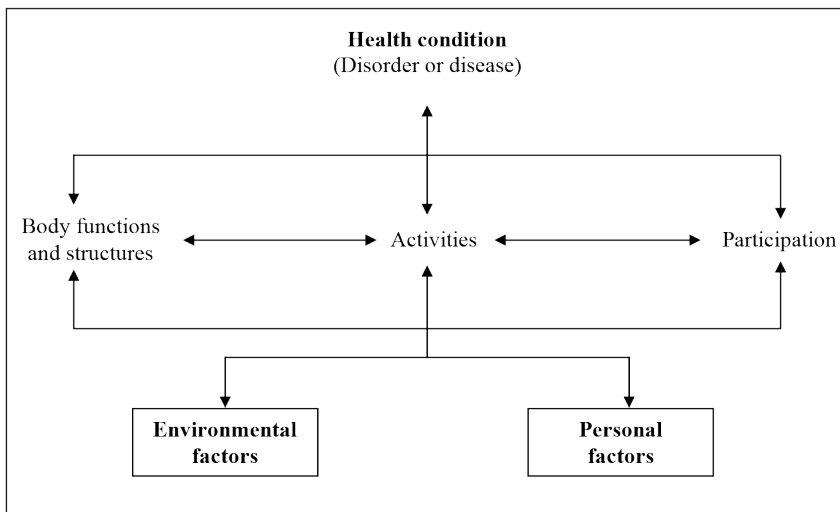 Health condition
(Disorder or disease)
Body functions
and structures
Activities
Participation
Environmental
factors
Personal
factors